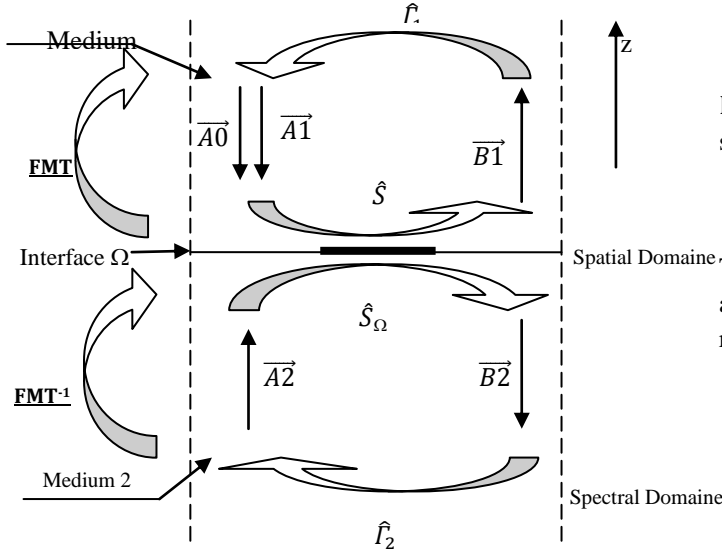 Γ̂₁
Medium
z
A0
A1
B1
FMT
Ŝ
Interface Ω
Spatial Domaine
Ŝ_Ω
A2
B2
FMT⁻¹
Medium 2
Spectral Domaine
Γ̂₂